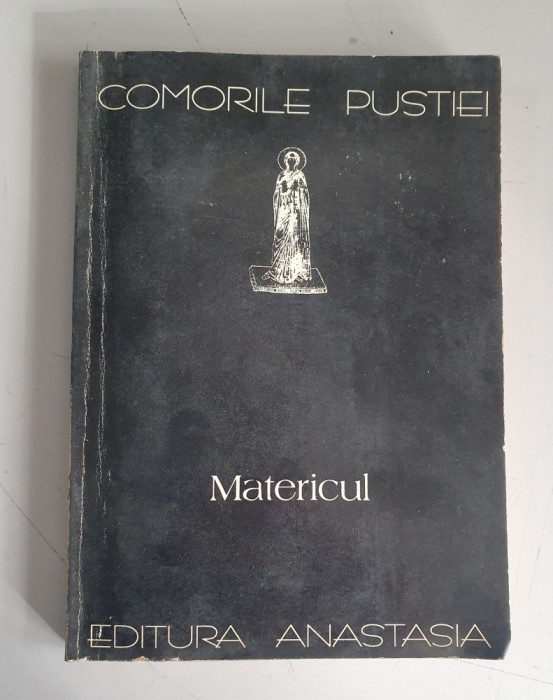 COMORILE PUSTIEI
Matericul
EDITURA ANASTASIA